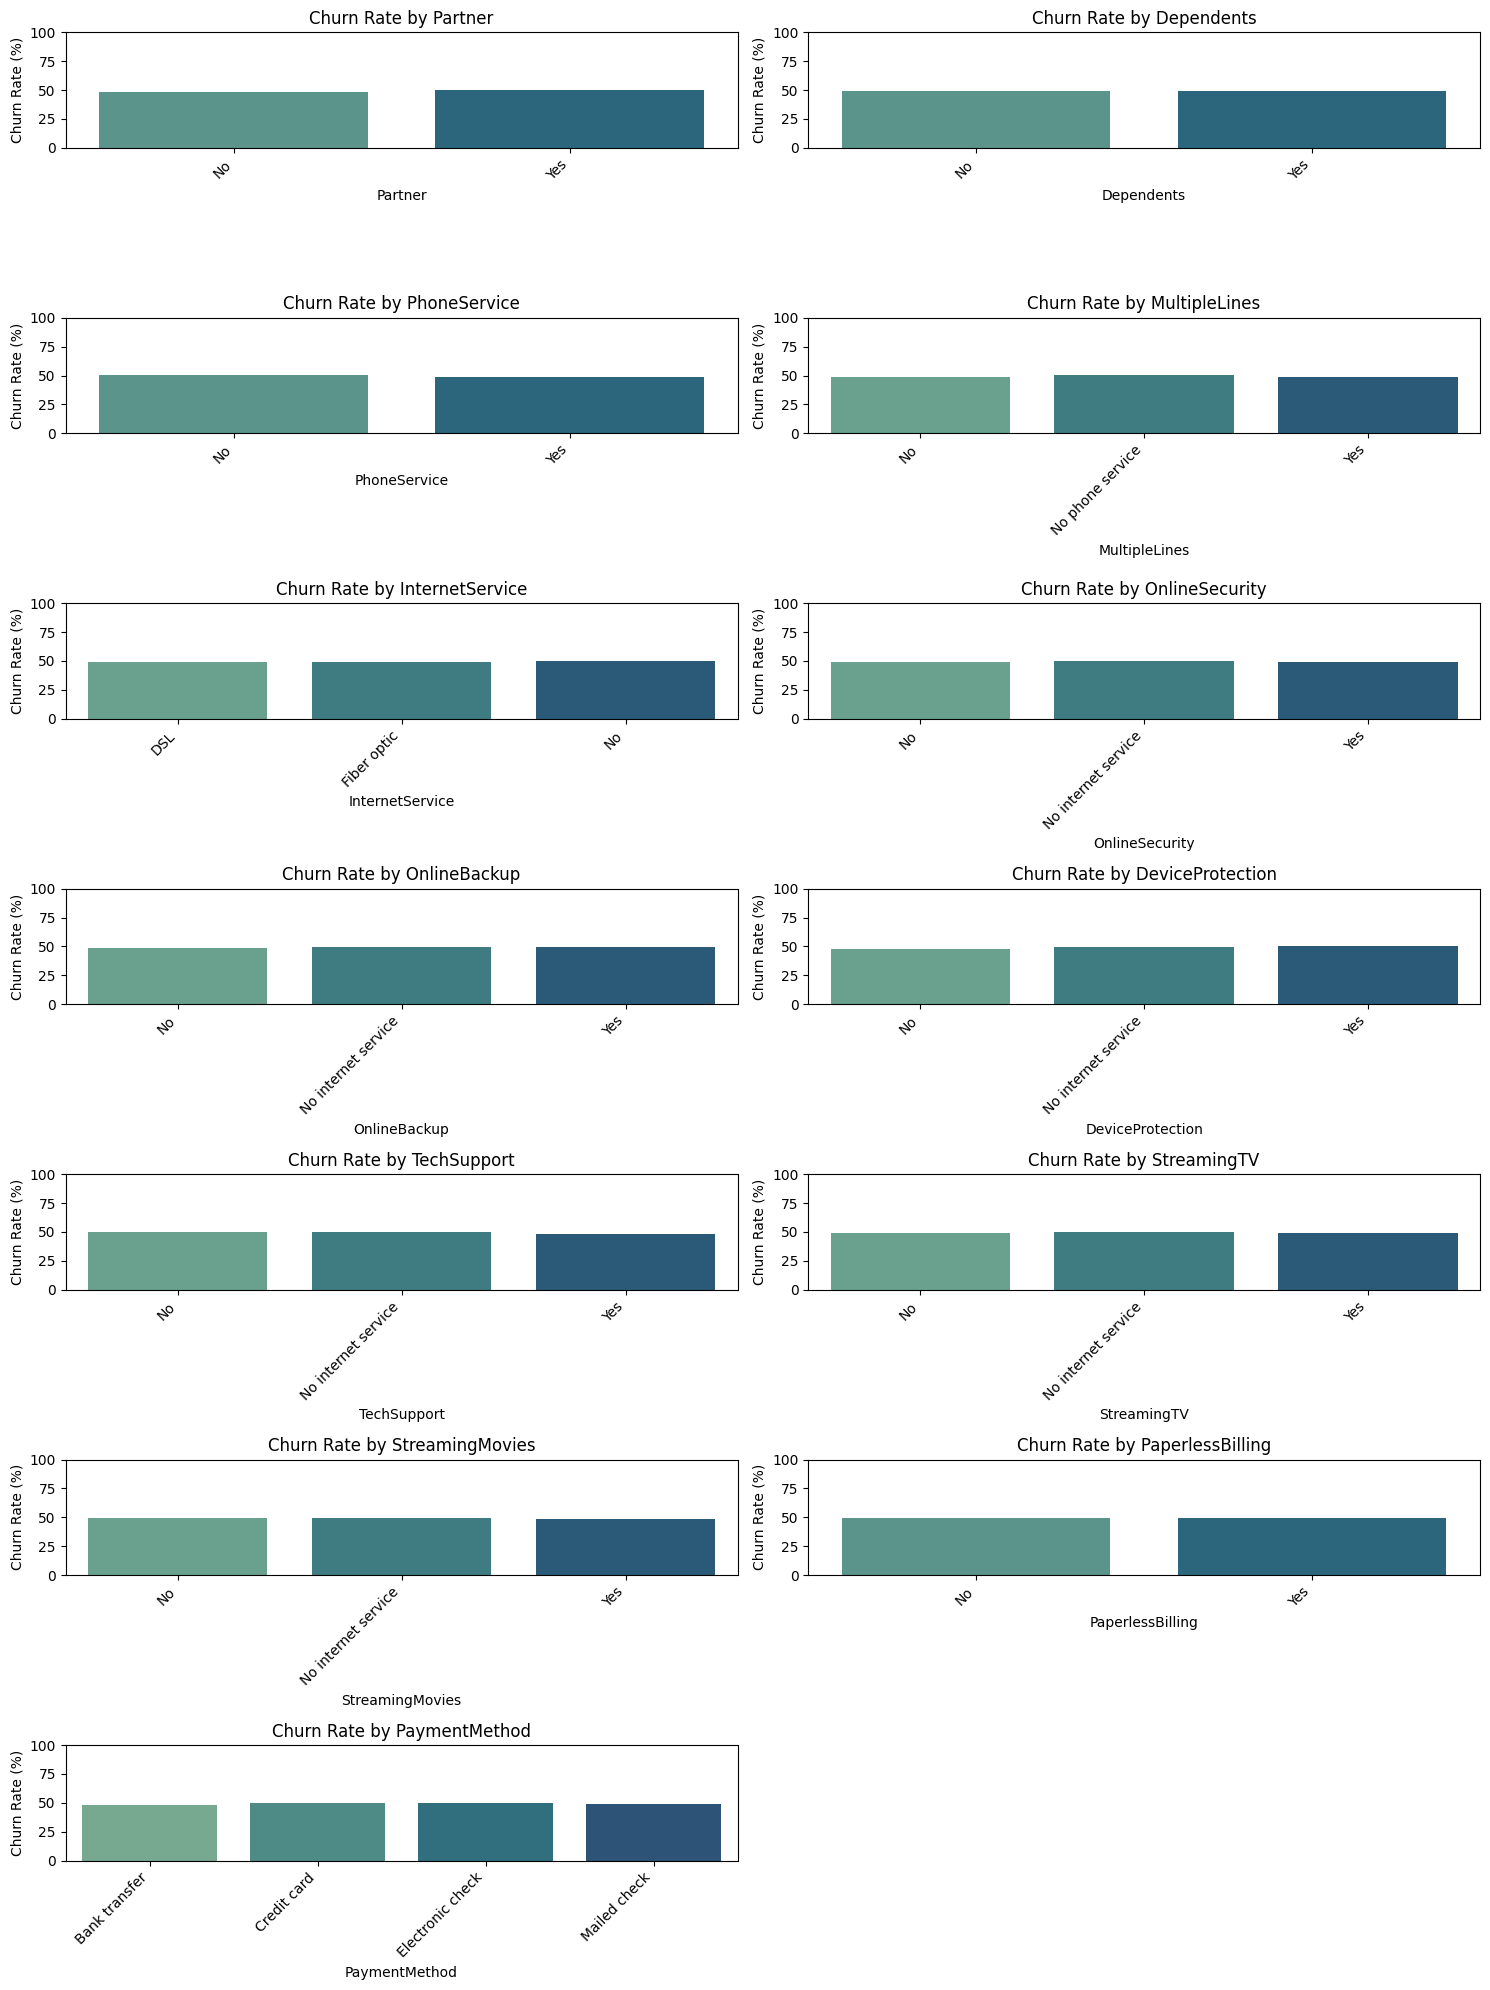 Churn Rate by Partner
Churn Rate (%)
100
75
50
25
0
No
Yes
Partner
Churn Rate by Dependents
Churn Rate (%)
100
75
50
25
0
No
Yes
Dependents
Churn Rate by PhoneService
Churn Rate (%)
100
75
50
25
0
No
Yes
PhoneService
Churn Rate by MultipleLines
Churn Rate (%)
100
75
50
25
0
No
No phone service
Yes
MultipleLines
Churn Rate by InternetService
Churn Rate (%)
100
75
50
25
0
DSL
Fiber optic
No
InternetService
Churn Rate by OnlineSecurity
Churn Rate (%)
100
75
50
25
0
No
No internet service
Yes
OnlineSecurity
Churn Rate by OnlineBackup
Churn Rate (%)
100
75
50
25
0
No
No internet service
Yes
OnlineBackup
Churn Rate by DeviceProtection
Churn Rate (%)
100
75
50
25
0
No
No internet service
Yes
DeviceProtection
Churn Rate by TechSupport
Churn Rate (%)
100
75
50
25
0
No
No internet service
Yes
TechSupport
Churn Rate by StreamingTV
Churn Rate (%)
100
75
50
25
0
No
No internet service
Yes
StreamingTV
Churn Rate by StreamingMovies
Churn Rate (%)
100
75
50
25
0
No
No internet service
Yes
StreamingMovies
Churn Rate by PaperlessBilling
Churn Rate (%)
100
75
50
25
0
No
Yes
PaperlessBilling
Churn Rate by PaymentMethod
Churn Rate (%)
100
75
50
25
0
Bank transfer
Credit card
Electronic check
Mailed check
PaymentMethod